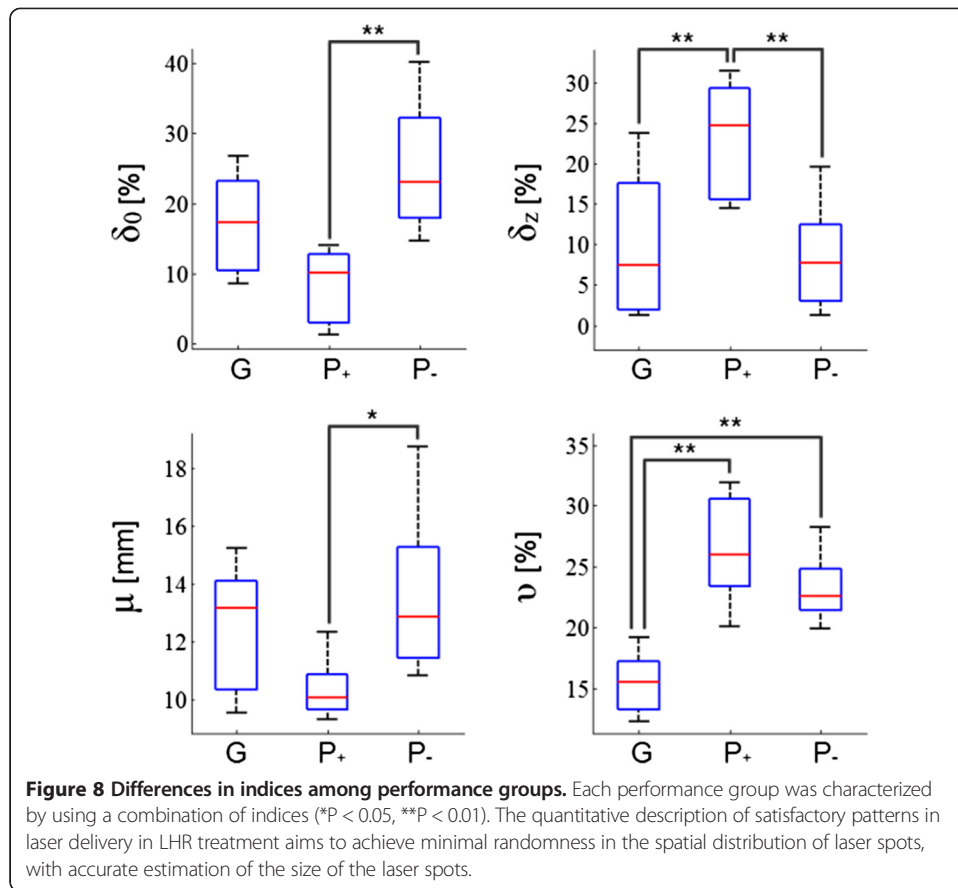 **
δ0 [%]
40
30
20
10
0
G P+ P-
** **
δz [%]
30
25
20
15
10
5
0
G P+ P-
*
μ [mm]
18
16
14
12
10
G P+ P-
**
**
υ [%]
35
30
25
20
15
G P+ P-
Figure 8 Differences in indices among performance groups. Each performance group was characterized
by using a combination of indices (*P < 0.05, **P < 0.01). The quantitative description of satisfactory patterns in
laser delivery in LHR treatment aims to achieve minimal randomness in the spatial distribution of laser spots,
with accurate estimation of the size of the laser spots.